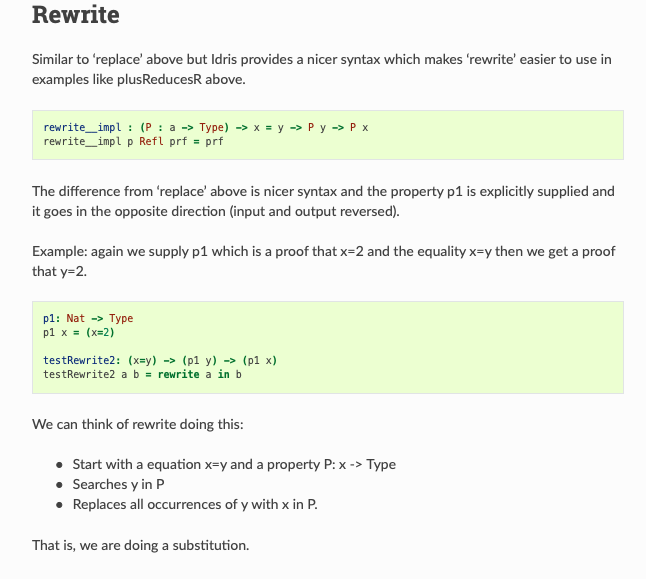 Rewrite
Similar to ‘replace’ above but Idris provides a nicer syntax which makes ‘rewrite’ easier to use in
examples like plusReducesR above.
rewrite__impl : (P : a -> Type) -> x = y -> P y -> P x
rewrite__impl p Refl prf = prf
The difference from ‘replace’ above is nicer syntax and the property p1 is explicitly supplied and
it goes in the opposite direction (input and output reversed).
Example: again we supply p1 which is a proof that x=2 and the equality x=y then we get a proof
that y=2.
p1: Nat -> Type
p1 x = (x=2)
testRewrite2: (x=y) -> (p1 y) -> (p1 x)
testRewrite2 a b = rewrite a in b
We can think of rewrite doing this:
• Start with a equation x=y and a property P: x -> Type
• Searches y in P
• Replaces all occurrences of y with x in P.
That is, we are doing a substitution.